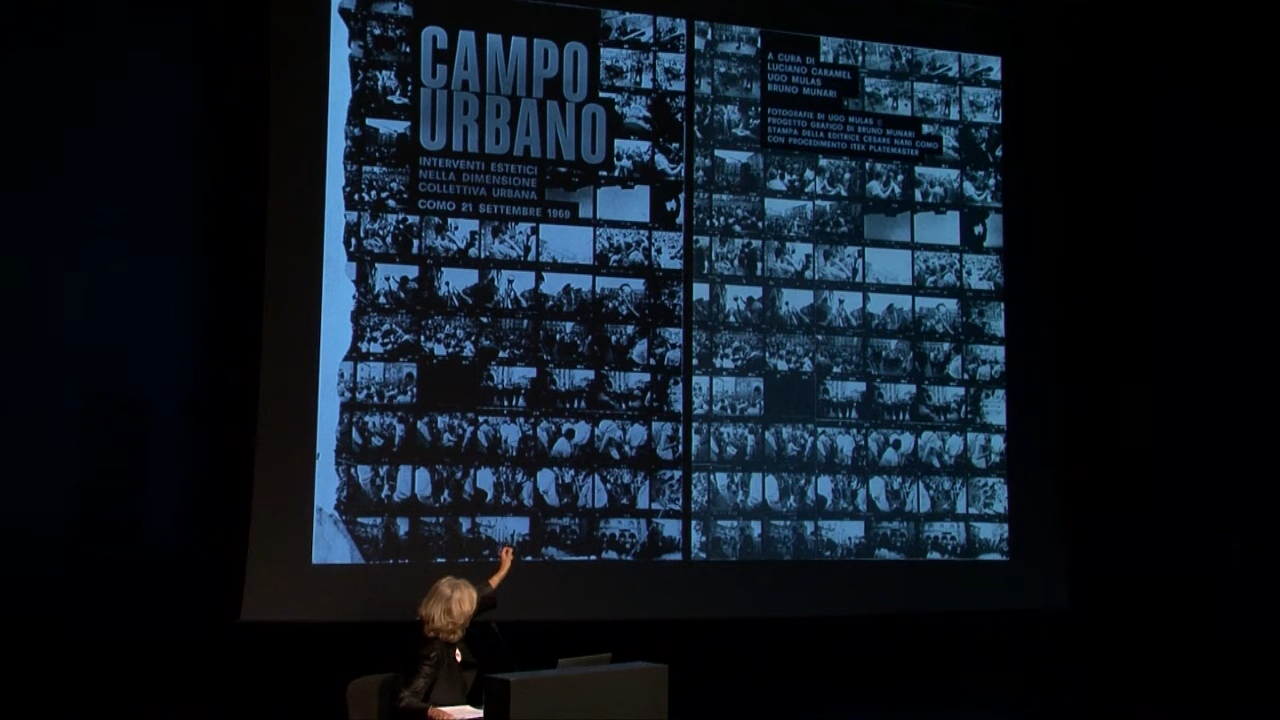 CAMPO
URBANO
INTERVENTI ESTETICI
NELLA DIMENSIONE
COLLETTIVA URBANA
COMO 21 SETTEMBRE 1969
A CURA DI
LUCIANO CARAMEL
UGO MULAS
BRUNO MUNARI
FOTOGRAFIE DI UGO MULAS ©
PROGETTO GRAFICO DI BRUNO MUNARI
STAMPA DELLA EDITRICE CESARE NANI COMO
CON PROCEDIMENTO ITEK PLATEMASTER